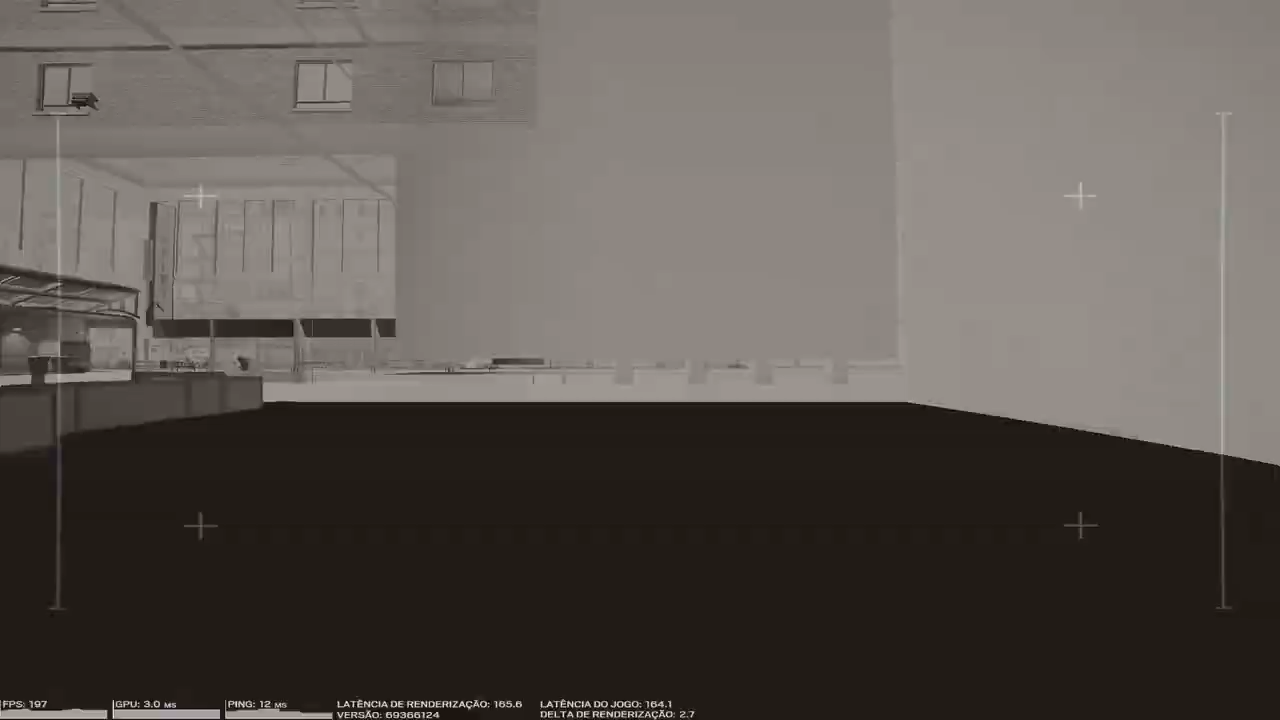 FPS: 197
GPU: 3.0 MS
PING: 12 MS
LATÊNCIA DE RENDERIZAÇÃO: 165.6
VERSÃO: 69366124
LATÊNCIA DO JOGO: 164.1
DELTA DE RENDERIZAÇÃO: 2.7